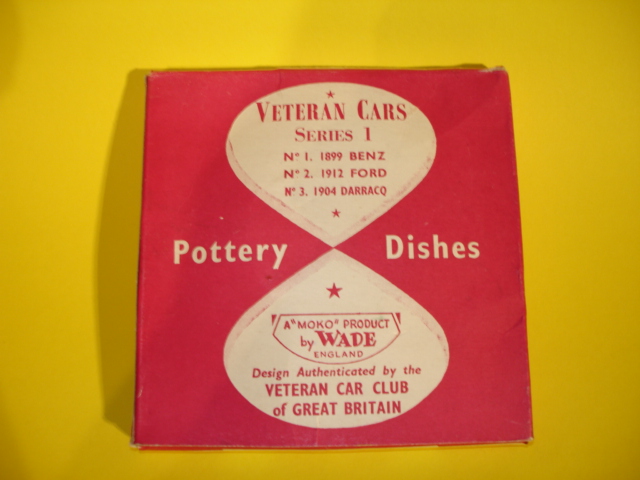 VETERAN CARS
SERIES 1
Nº 1. 1899 BENZ
Nº 2. 1912 FORD
Nº 3. 1904 DARRACQ
Pottery Dishes
A "MOKO" PRODUCT
by WADE
ENGLAND
Design Authenticated by the
VETERAN CAR CLUB
of GREAT BRITAIN